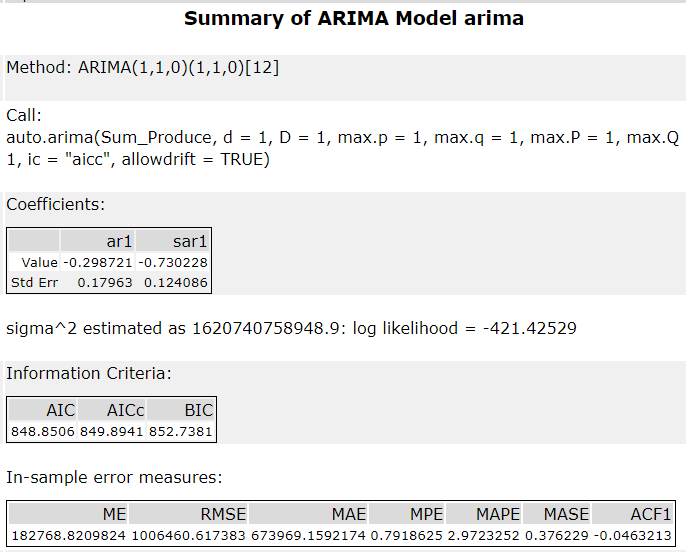 Summary of ARIMA Model arima
Method: ARIMA(1,1,0)(1,1,0)[12]
Call:
auto.arima(Sum_Produce, d = 1, D = 1, max.p = 1, max.q = 1, max.P = 1, max.Q
1, ic = "aicc", allowdrift = TRUE)
Coefficients:
ar1 sar1
Value -0.298721 -0.730228
Std Err 0.17963 0.124086
sigma^2 estimated as 1620740758948.9: log likelihood = -421.42529
Information Criteria:
AIC AICc BIC
848.8506 849.8941 852.7381
In-sample error measures:
ME RMSE MAE MPE MAPE MASE ACF1
182768.8209824 1006460.617383 673969.1592174 0.7918625 2.9723252 0.376229 -0.0463213